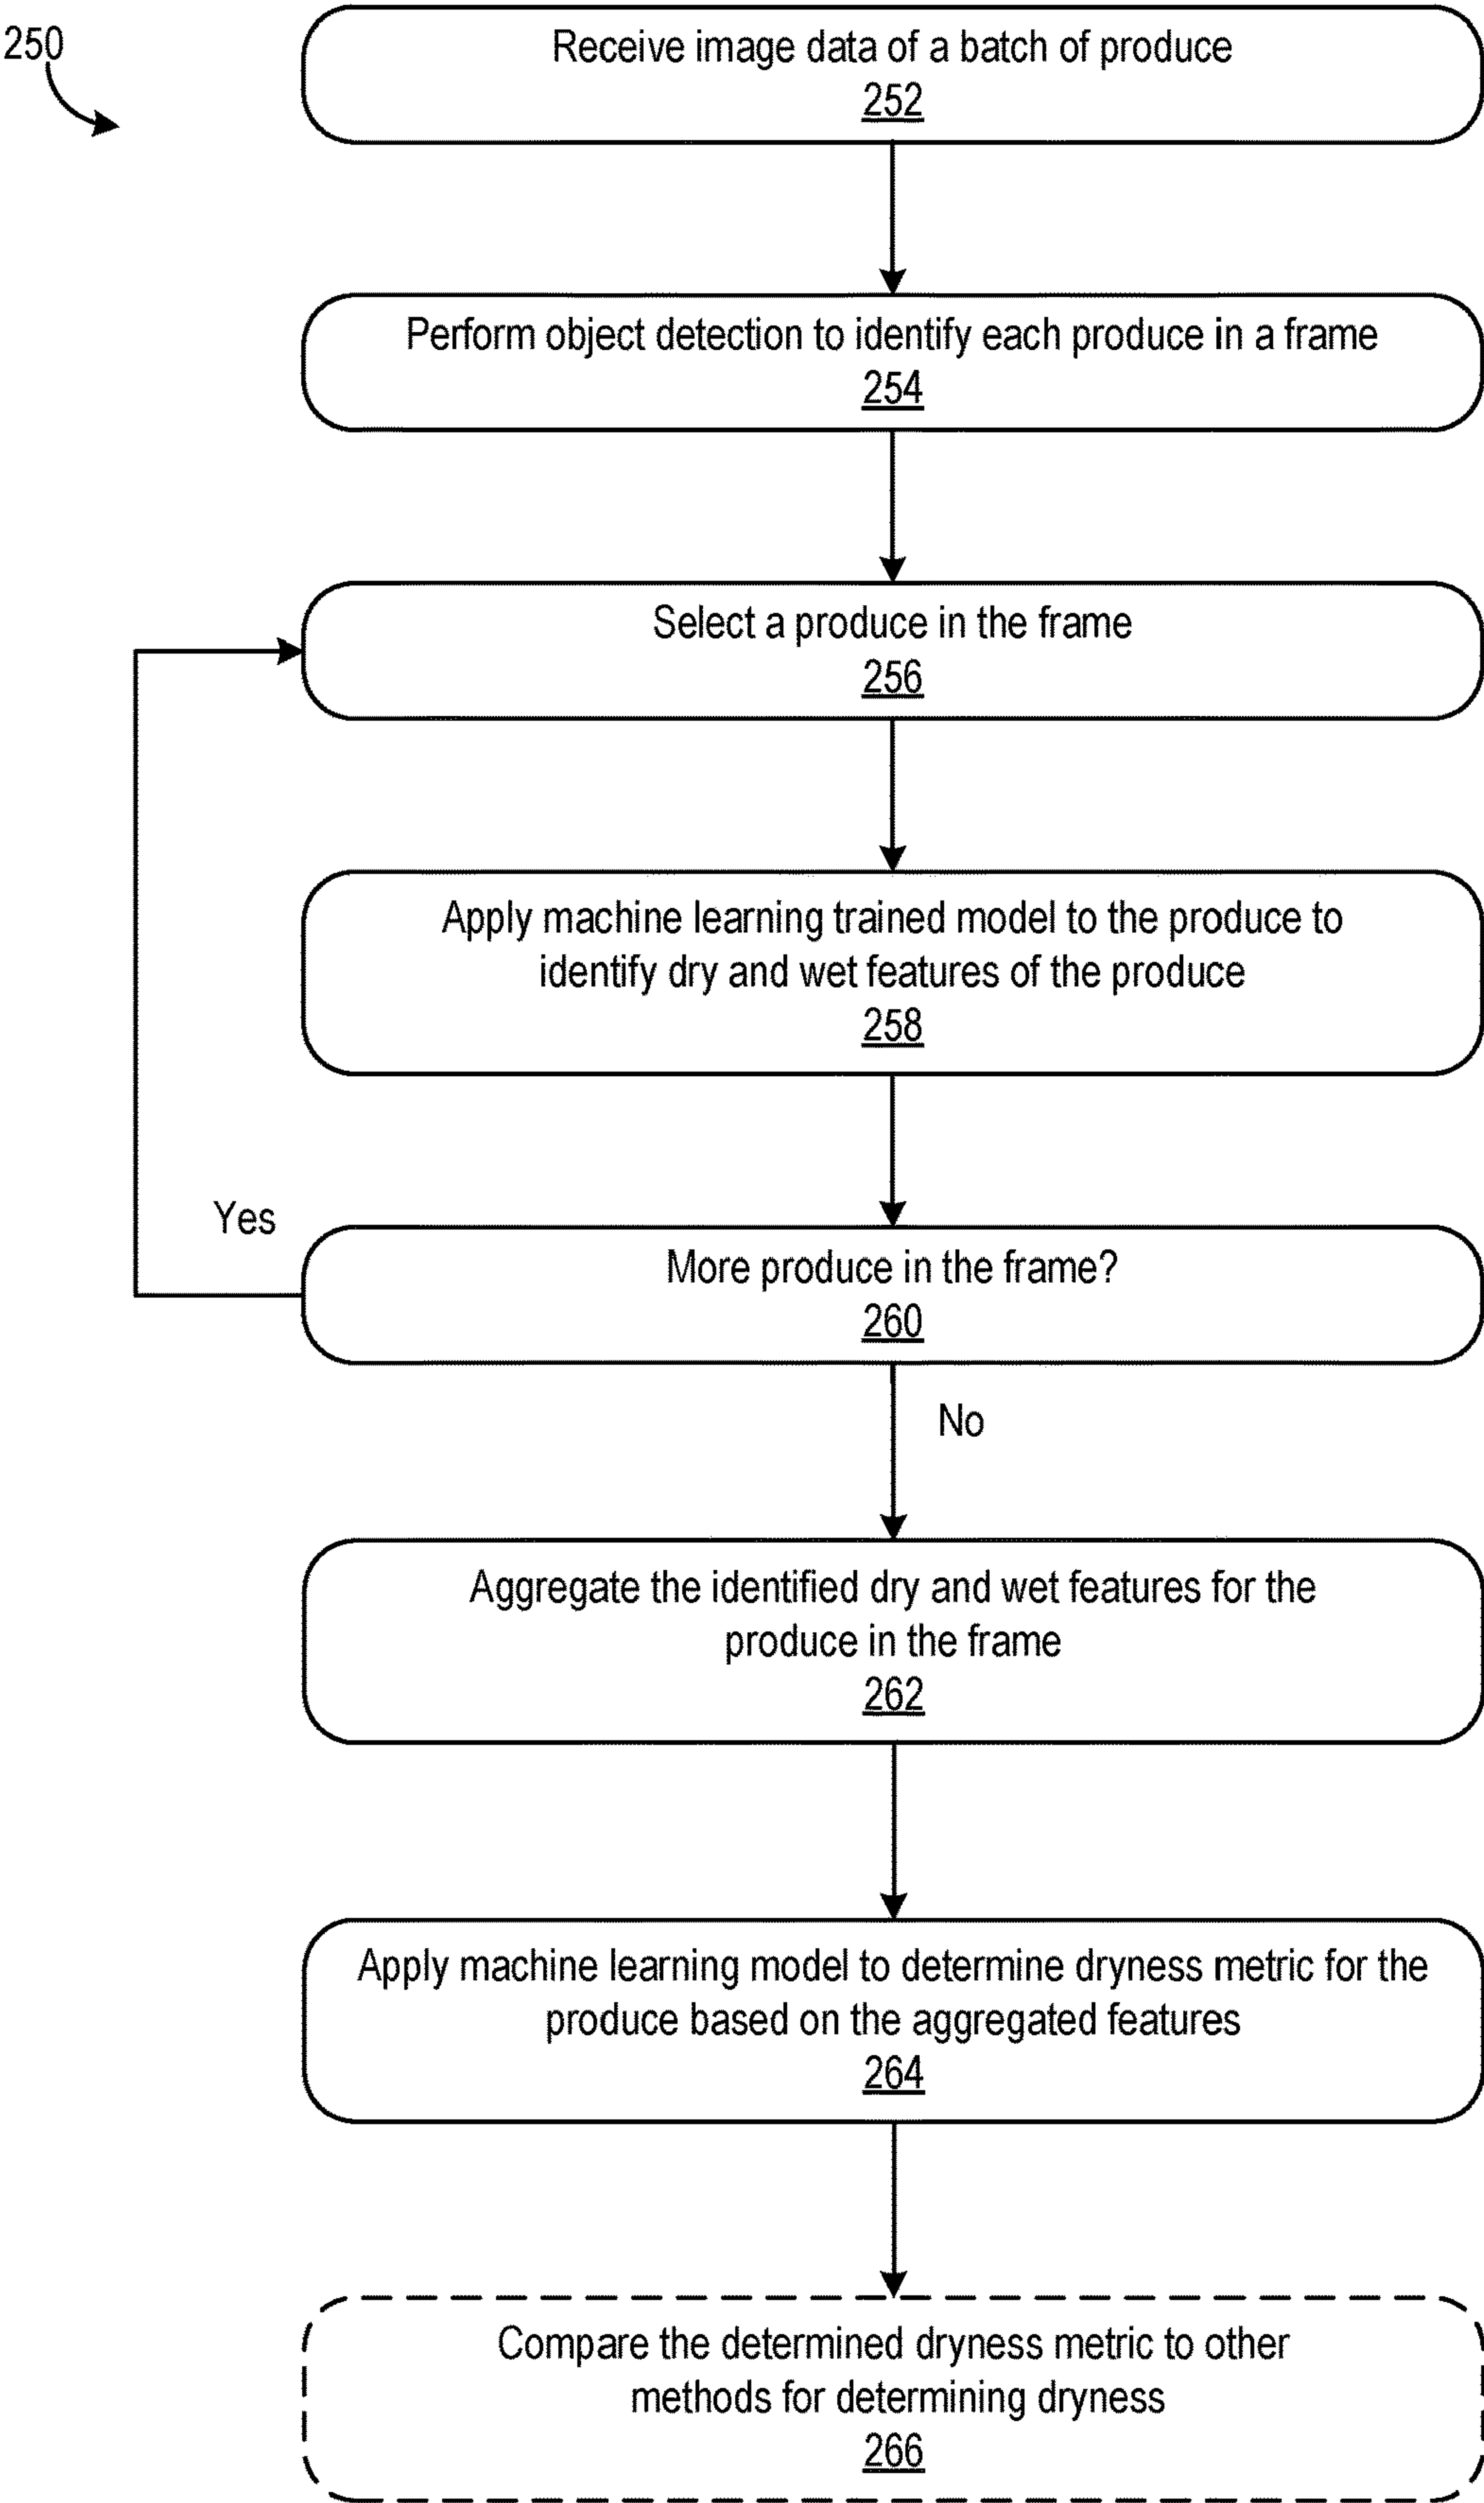 250
Receive image data of a batch of produce
252
Perform object detection to identify each produce in a frame
254
Select a produce in the frame
256
Apply machine learning trained model to the produce to
identify dry and wet features of the produce
258
Yes
More produce in the frame?
260
No
Aggregate the identified dry and wet features for the
produce in the frame
262
Apply machine learning model to determine dryness metric for the
produce based on the aggregated features
264
Compare the determined dryness metric to other
methods for determining dryness
266